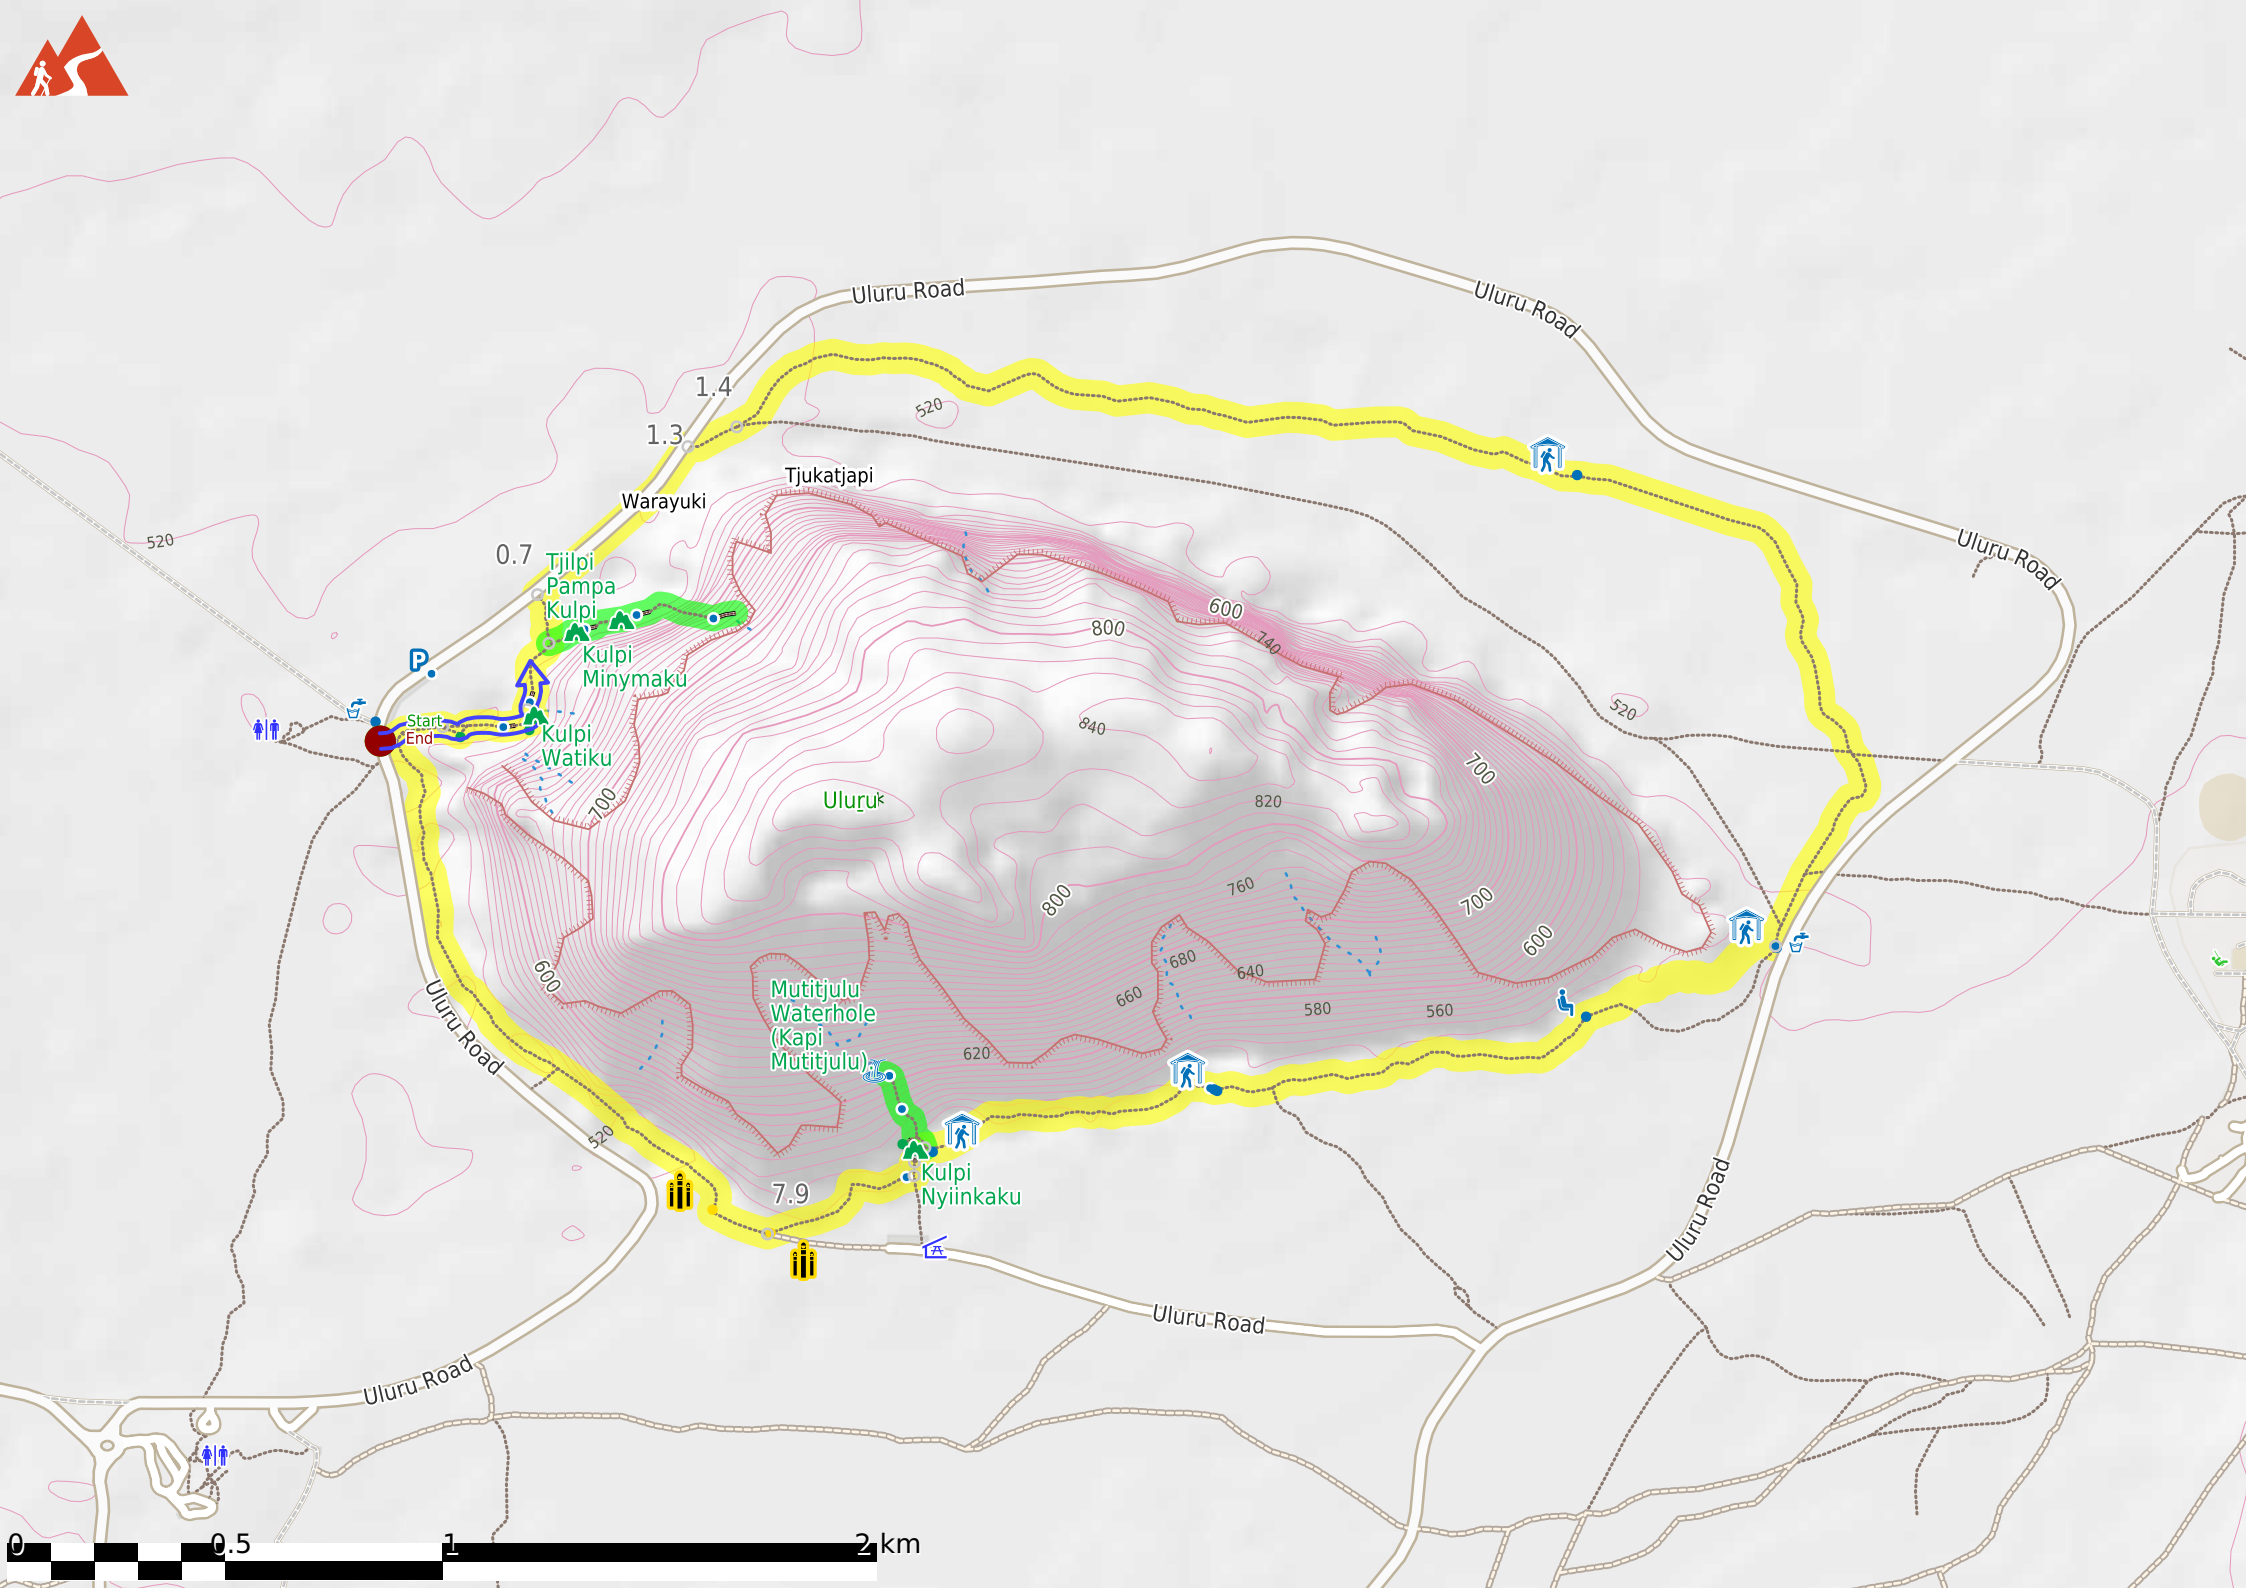 Uluru Road
Uluru Road
1.4
520
1.3
Tjukatjapi
Warayuki
520
Uluru Road
0.7
Tjilpi
Pampa
Kulpi
600
800
740
Kulpi
Minymaku
P
520
Start
End
840
Kulpi
Watiku
700
700
Uluṟu
820
760
800
700
600
680
640
600
660
580
560
Mutitjulu
Waterhole
(Kapi
Mutitjulu)
Uluru Road
620
520
Kulpi
Nyiinkaku
7.9
Uluru Road
Uluru Road
Uluru Road
0 0.5 1 2 km